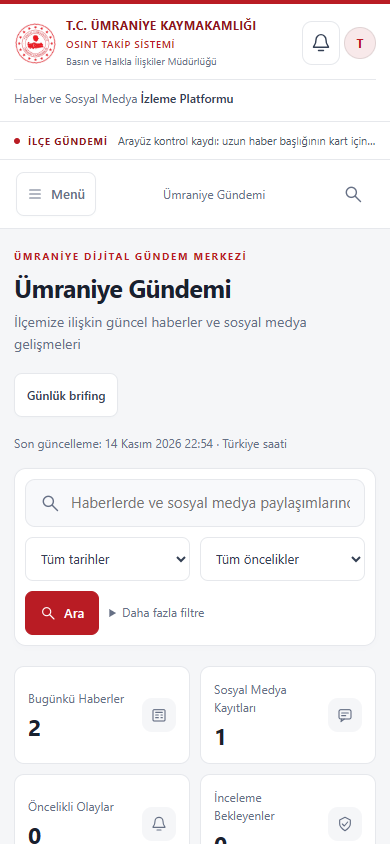 T.C. ÜMRANİYE KAYMAKAMLIĞI
OSINT TAKİP SİSTEMİ
Basın ve Halkla İlişkiler Müdürlüğü
T
Haber ve Sosyal Medya İzleme Platformu
İLÇE GÜNDEMİ Arayüz kontrol kaydı: uzun haber başlığının kart için...
Menü
Ümraniye Gündemi
ÜMRANİYE DİJİTAL GÜNDEM MERKEZİ
Ümraniye Gündemi
İlçemize ilişkin güncel haberler ve sosyal medya
gelişmeleri
Günlük brifing
Son güncelleme: 14 Kasım 2026 22:54 · Türkiye saati
Haberlerde ve sosyal medya paylaşımlarınd
Tüm tarihler
Tüm öncelikler
Ara
Daha fazla filtre
Bugünkü Haberler
2
Sosyal Medya
Kayıtları
1
Öncelikli Olaylar
0
İnceleme
Bekleyenler
0